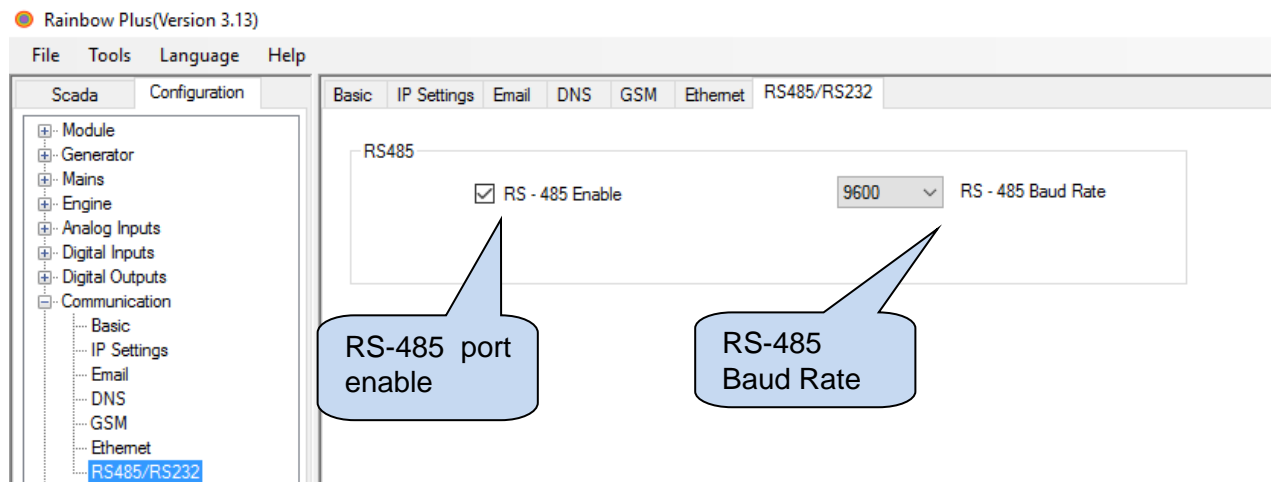 Rainbow Plus(Version 3.13)
File Tools Language Help
Scada Configuration
Basic IP Settings Email DNS GSM Ethernet RS485/RS232
Module
Generator
Mains
Engine
Analog Inputs
Digital Inputs
Digital Outputs
Communication
Basic
IP Settings
Email
DNS
GSM
Ethernet
RS485/RS232
RS485
RS - 485 Enable
9600 RS - 485 Baud Rate
RS-485 port
enable
RS-485
Baud Rate